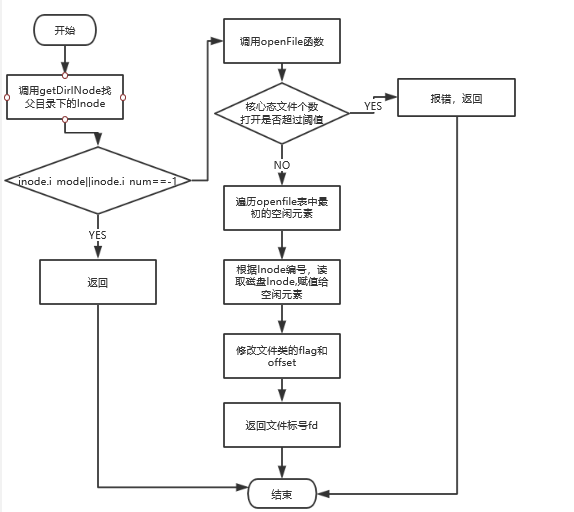 开始
调用getDirINode找
父目录下的Inode
inode.i_mode||inode.i_num==-1
YES
返回
调用openFile函数
核心态文件个数
打开是否超过阈值
YES
报错，返回
NO
遍历openfile表中最
初的空闲元素
根据Inode编号，读
取磁盘Inode,赋值给
空闲元素
修改文件类的flag和
offset
返回文件标号fd
结束